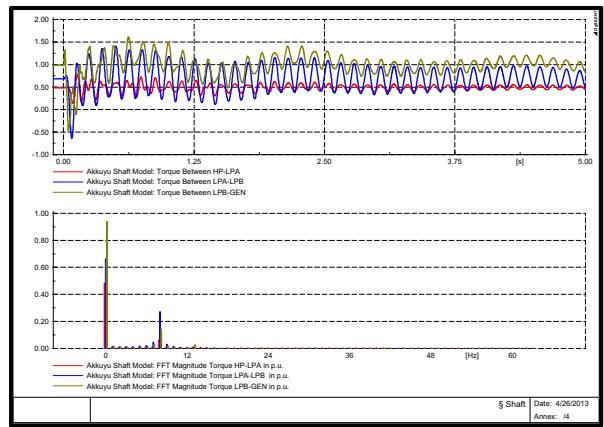 DIgSILENT
2.00
1.50
1.00
0.50
0.00
-0.50
-1.00
0.00 1.25 2.50 3.75 [s] 5.00
Akkuyu Shaft Model: Torque Between HP-LPA
Akkuyu Shaft Model: Torque Between LPA-LPB
Akkuyu Shaft Model: Torque Between LPB-GEN
1.00
0.80
0.60
0.40
0.20
0.00
0 12 24 36 48 [Hz] 60
Akkuyu Shaft Model: FFT Magnitude Torque HP-LPA in p.u.
Akkuyu Shaft Model: FFT Magnitude Torque LPA-LPB in p.u.
Akkuyu Shaft Model: FFT Magnitude Torque LPB-GEN in p.u.
§ Shaft
Date: 4/26/2013
Annex: /4